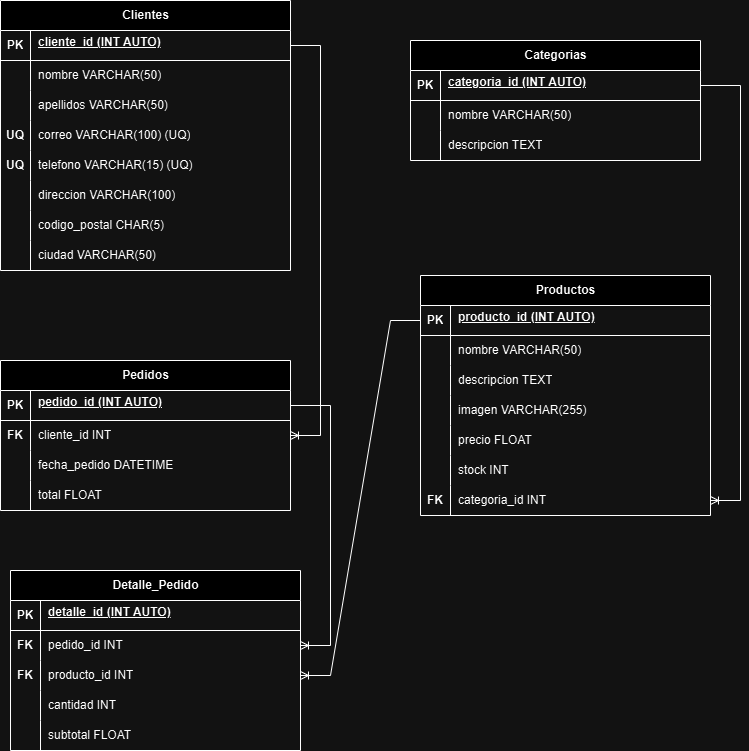 Clientes
PK cliente_id (INT AUTO)
nombre VARCHAR(50)
apellidos VARCHAR(50)
UQ correo VARCHAR(100) (UQ)
UQ telefono VARCHAR(15) (UQ)
direccion VARCHAR(100)
codigo_postal CHAR(5)
ciudad VARCHAR(50)
Categorias
PK categoria_id (INT AUTO)
nombre VARCHAR(50)
descripcion TEXT
Productos
PK producto_id (INT AUTO)
nombre VARCHAR(50)
descripcion TEXT
imagen VARCHAR(255)
precio FLOAT
stock INT
FK categoria_id INT
Pedidos
PK pedido_id (INT AUTO)
FK cliente_id INT
fecha_pedido DATETIME
total FLOAT
Detalle_Pedido
PK detalle_id (INT AUTO)
FK pedido_id INT
FK producto_id INT
cantidad INT
subtotal FLOAT